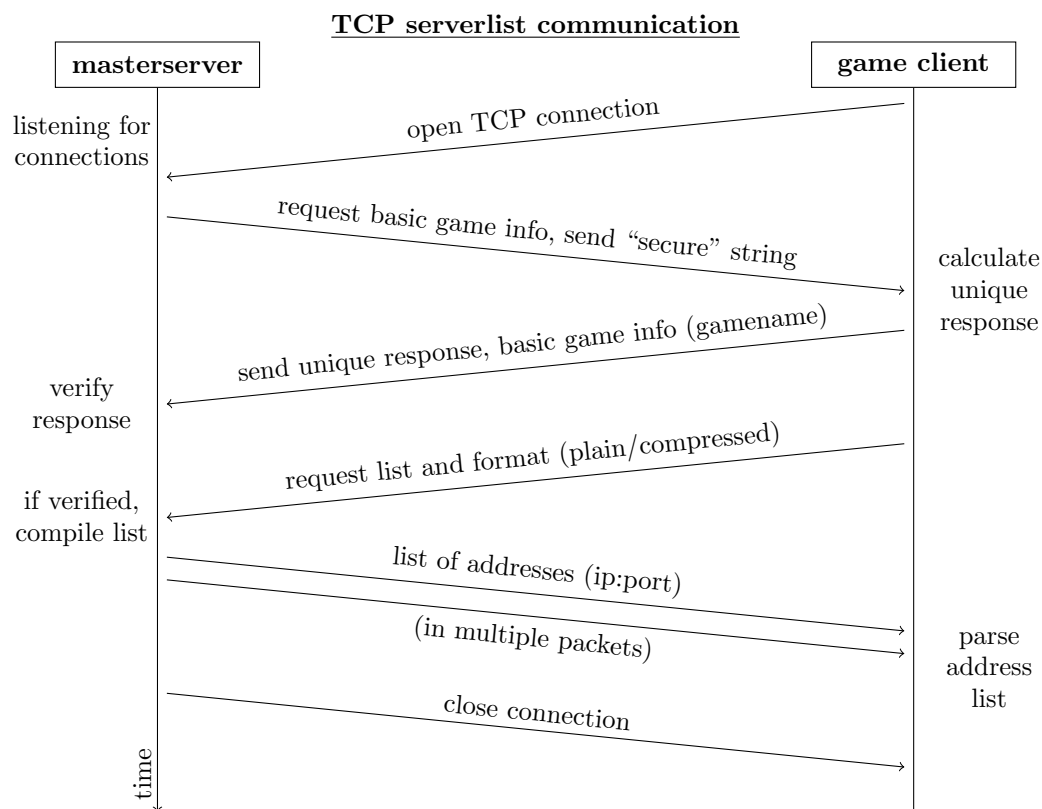 TCP serverlist communication
masterserver
game client
listening for
connections
open TCP connection
request basic game info, send “secure” string
calculate
unique
response
send unique response, basic game info (gamename)
verify
response
request list and format (plain/compressed)
if verified,
compile list
list of addresses (ip:port)
(in multiple packets)
parse
address
list
close connection
time